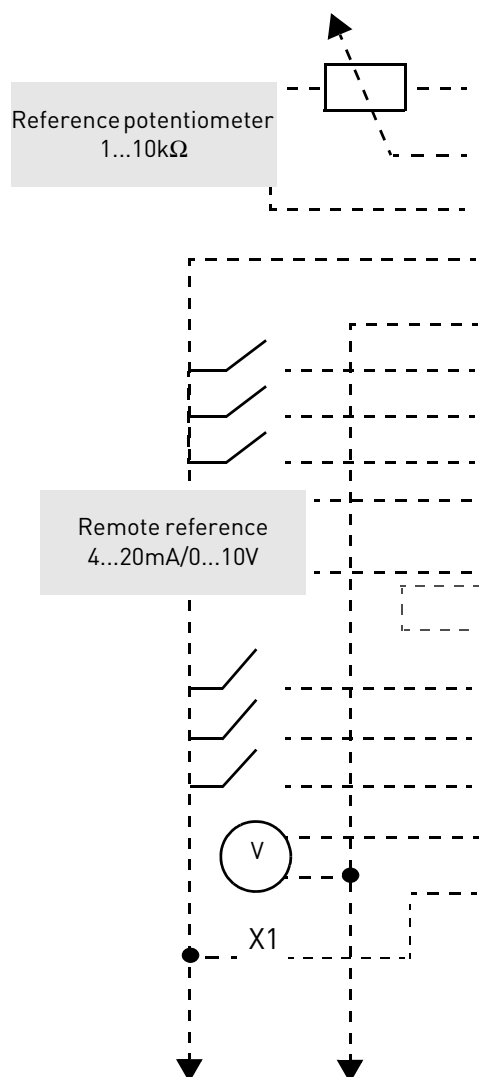 Reference potentiometer
1...10kΩ
Remote reference
4...20mA/0...10V
V
X1